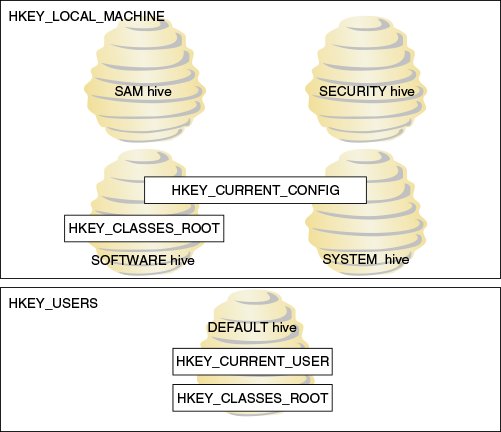 HKEY_LOCAL_MACHINE
SAM hive
SECURITY hive
HKEY_CURRENT_CONFIG
HKEY_CLASSES_ROOT
SOFTWARE hive
SYSTEM hive
HKEY_USERS
DEFAULT hive
HKEY_CURRENT_USER
HKEY_CLASSES_ROOT